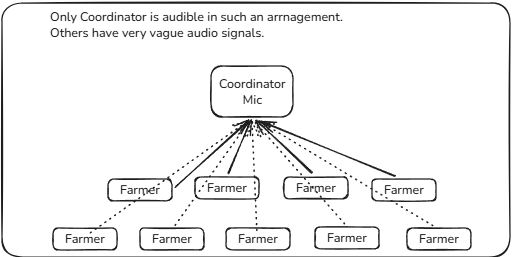 Only Coordinator is audible in such an arrnagement.
Others have very vague audio signals.
Coordinator
Mic
Farmer
Farmer
Farmer
Farmer
Farmer
Farmer
Farmer
Farmer
Farmer